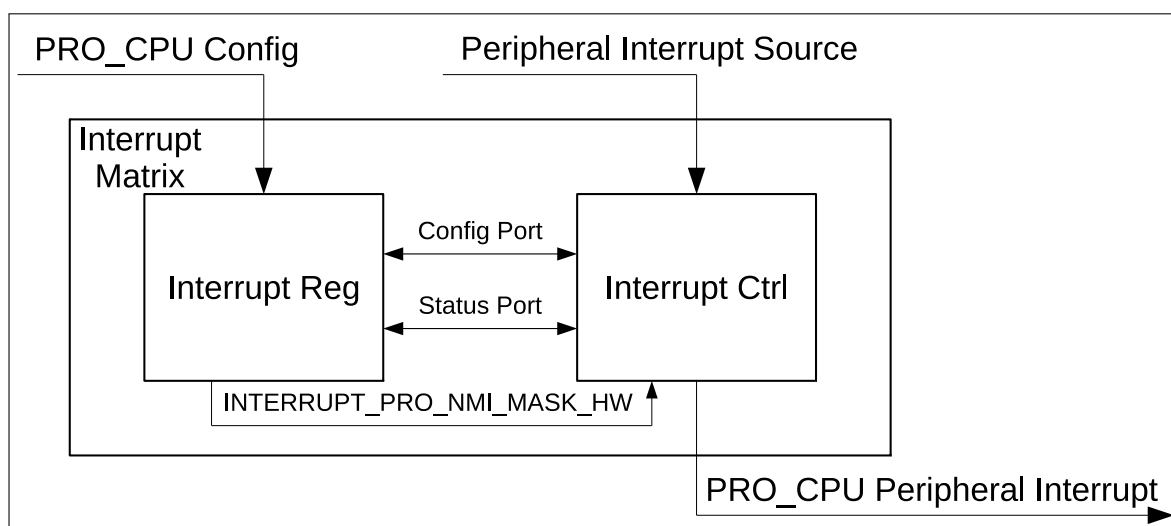 PRO_CPU Config
Peripheral Interrupt Source
Interrupt
Matrix
Config Port
Interrupt Reg
Interrupt Ctrl
Status Port
INTERRUPT_PRO_NMI_MASK_HW
PRO_CPU Peripheral Interrupt